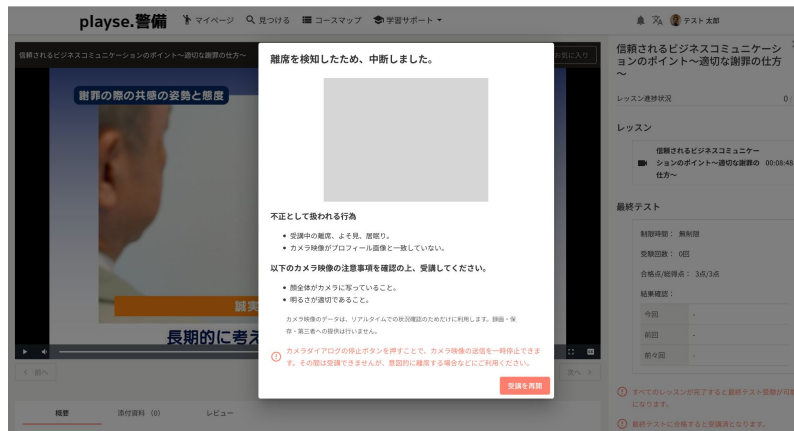 playse.警備
マイページ
見つける
コースマップ
学習サポート
テスト 太郎
信頼されるビジネスコミュニケーションのポイント～適切な謝罪の仕方～
お気に入り
謝罪の際の共感の姿勢と態度
誠実
長期的に考え
前へ
次へ
概要
添付資料 (0)
レビュー
離席を検知したため、中断しました。
不正として扱われる行為
受講中の離席、よそ見、居眠り。
カメラ映像がプロフィール画像と一致していない。
以下のカメラ映像の注意事項を確認の上、受講してください。
顔全体がカメラに写っていること。
明るさが適切であること。
カメラ映像のデータは、リアルタイムでの状況確認のためだけに利用します。録画・保
存・第三者への提供は行いません。
カメラダイアログの停止ボタンを押すことで、カメラ映像の送信を一時停止できま
す。その間は受講できませんが、意図的に離席する場合などにご利用ください。
受講を再開
信頼されるビジネスコミュニケーシ
ョンのポイント～適切な謝罪の仕方
～
レッスン進捗状況
0
レッスン
信頼されるビジネスコミュニケー
ションのポイント～適切な謝罪の
仕方～
00:08:48
最終テスト
制限時間： 無制限
受験回数： 0回
合格点/総得点： 3点/3点
結果確認：
今回 -
前回 -
前々回 -
すべてのレッスンが完了すると最終テスト受験が可能
になります。
最終テストに合格すると受講済となります。